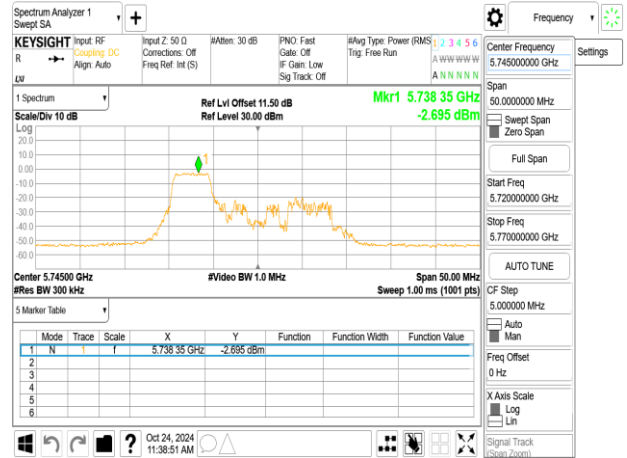 Spectrum Analyzer 1
Swept SA
Frequency
KEYSIGHT
R
Input: RF
Coupling: DC
Align: Auto
Input Z: 50 Ω
Corrections: Off
Freq Ref: Int (S)
#Atten: 30 dB
PNO: Fast
Gate: Off
IF Gain: Low
Sig Track: Off
#Avg Type: Power (RMS
Trig: Free Run
1 2 3 4 5 6
A W W W W W
A N N N N N
Center Frequency
5.745000000 GHz
Settings
Span
50.0000000 MHz
Swept Span
Zero Span
Full Span
Start Freq
5.720000000 GHz
Stop Freq
5.770000000 GHz
AUTO TUNE
CF Step
5.000000 MHz
Auto
Man
Freq Offset
0 Hz
X Axis Scale
Log
Lin
Signal Track
(Span Zoom)
1 Spectrum
Scale/Div 10 dB
Ref Lvl Offset 11.50 dB
Ref Level 30.00 dBm
Mkr1 5.738 35 GHz
-2.695 dBm
Log
20.0
10.0
0.00
-10.0
-20.0
-30.0
-40.0
-50.0
-60.0
1
Center 5.74500 GHz
#Video BW 1.0 MHz
Span 50.00 MHz
#Res BW 300 kHz
Sweep 1.00 ms (1001 pts)
5 Marker Table
Mode Trace Scale X Y Function Function Width Function Value
1 N 1 f 5.738 35 GHz -2.695 dBm
2
3
4
5
6
?
Oct 24, 2024
11:38:51 AM